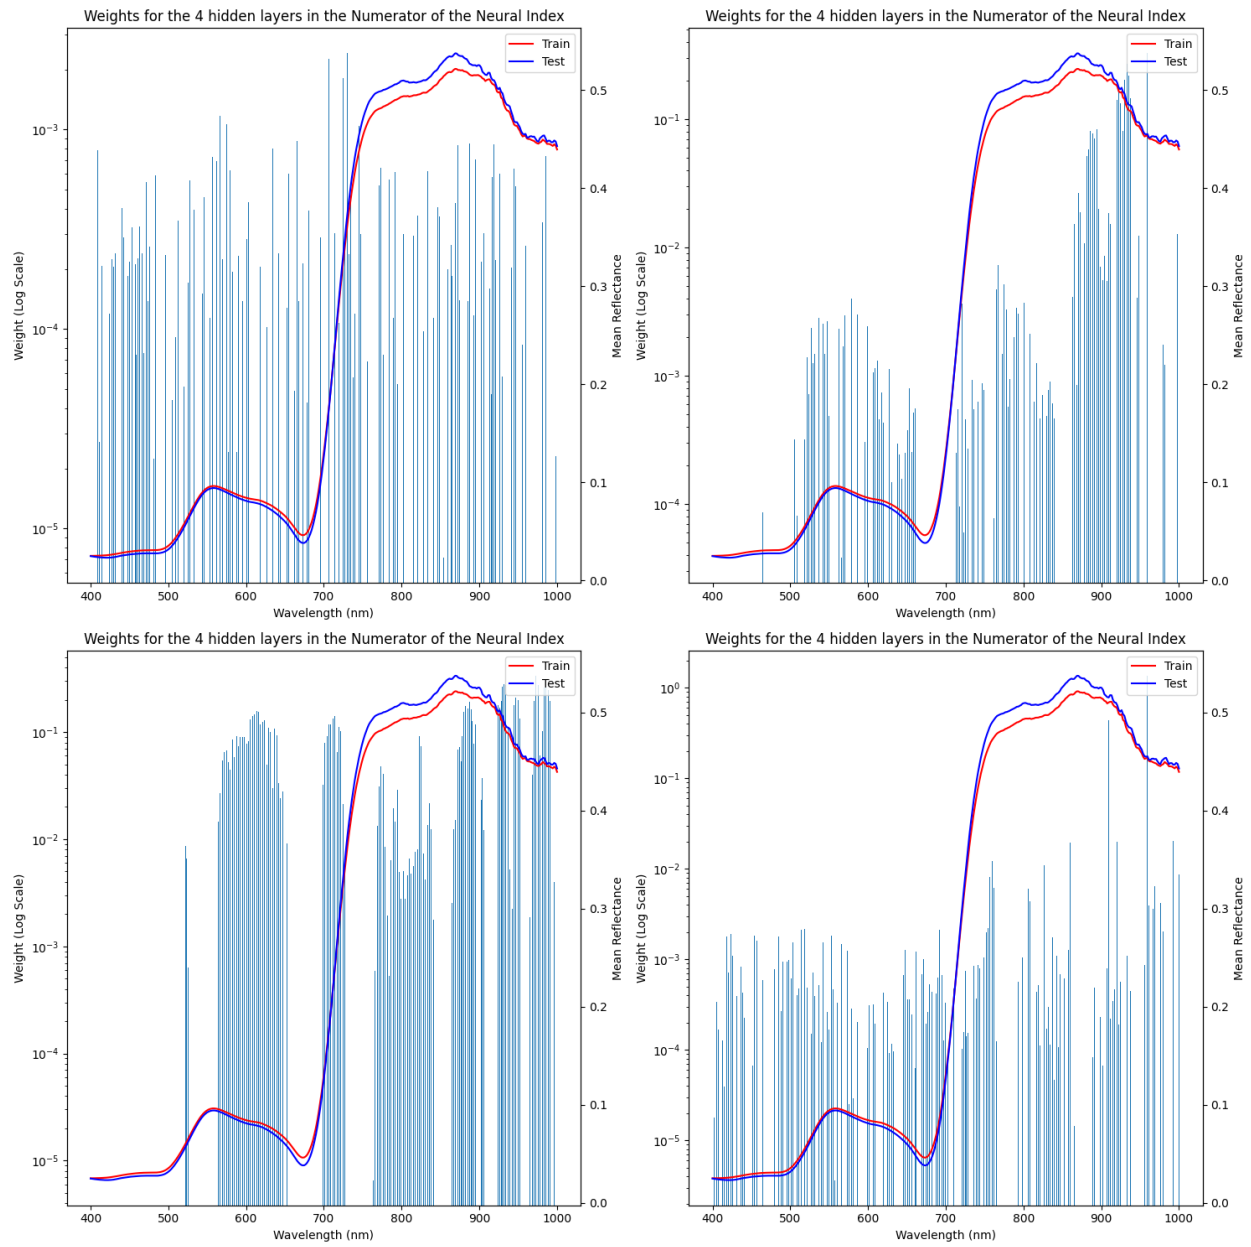 Weights for the 4 hidden layers in the Numerator of the Neural Index
Train
Test
10⁻³
10⁻⁴
10⁻⁵
Weight (Log Scale)
0.5
0.4
0.3
0.2
0.1
0.0
Mean Reflectance
400 500 600 700 800 900 1000
Wavelength (nm)
Weights for the 4 hidden layers in the Numerator of the Neural Index
Train
Test
10⁻¹
10⁻²
10⁻³
10⁻⁴
Weight (Log Scale)
0.5
0.4
0.3
0.2
0.1
0.0
Mean Reflectance
400 500 600 700 800 900 1000
Wavelength (nm)
Weights for the 4 hidden layers in the Numerator of the Neural Index
Train
Test
10⁻¹
10⁻²
10⁻³
10⁻⁴
10⁻⁵
Weight (Log Scale)
0.5
0.4
0.3
0.2
0.1
0.0
Mean Reflectance
400 500 600 700 800 900 1000
Wavelength (nm)
Weights for the 4 hidden layers in the Numerator of the Neural Index
Train
Test
10⁰
10⁻¹
10⁻²
10⁻³
10⁻⁴
10⁻⁵
Weight (Log Scale)
0.5
0.4
0.3
0.2
0.1
0.0
Mean Reflectance
400 500 600 700 800 900 1000
Wavelength (nm)